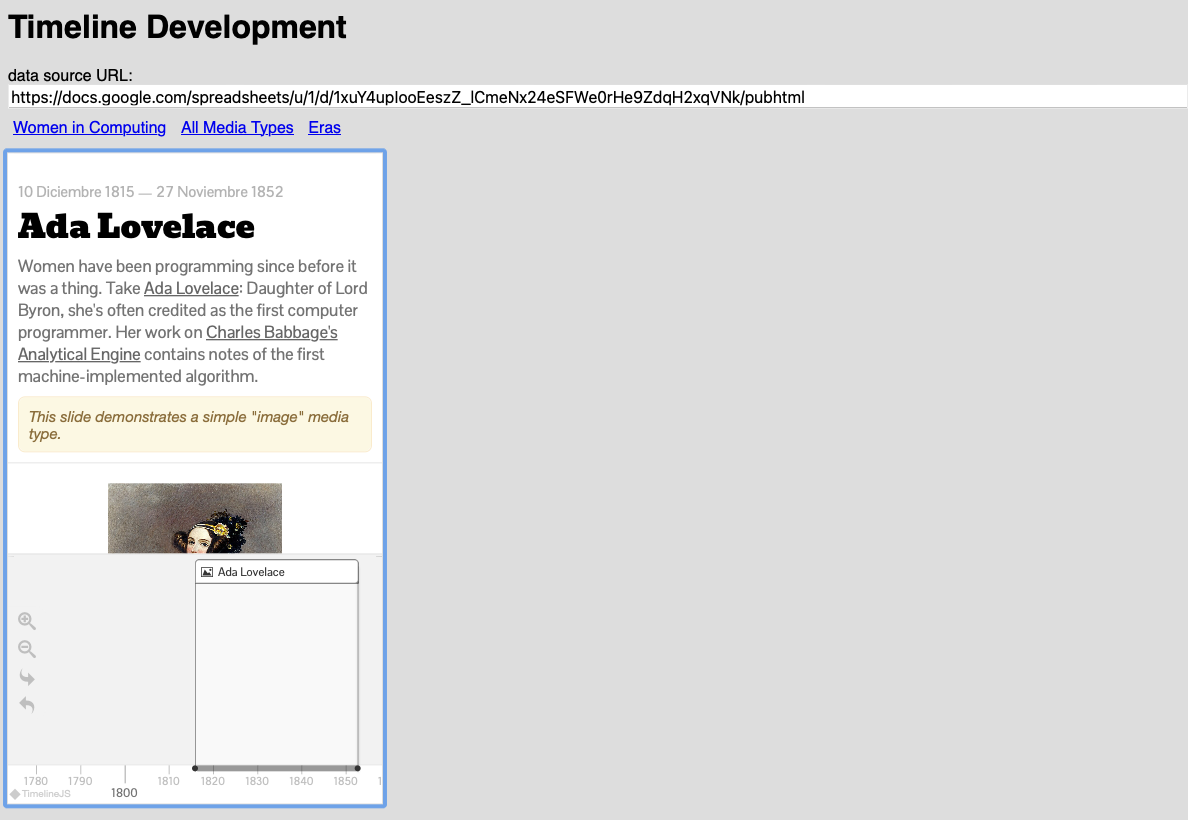 Timeline Development
data source URL:
https://docs.google.com/spreadsheets/u/1/d/1xuY4upIooEeszZ_lCmeNx24eSFWe0rHe9ZdqH2xqVNk/pubhtml
Women in Computing All Media Types Eras
10 Diciembre 1815 — 27 Noviembre 1852
Ada Lovelace
Women have been programming since before it
was a thing. Take Ada Lovelace: Daughter of Lord
Byron, she's often credited as the first computer
programmer. Her work on Charles Babbage's
Analytical Engine contains notes of the first
machine-implemented algorithm.
This slide demonstrates a simple "image" media
type.
Ada Lovelace
1780 1790 1810 1820 1830 1840 1850
1800
TimelineJS